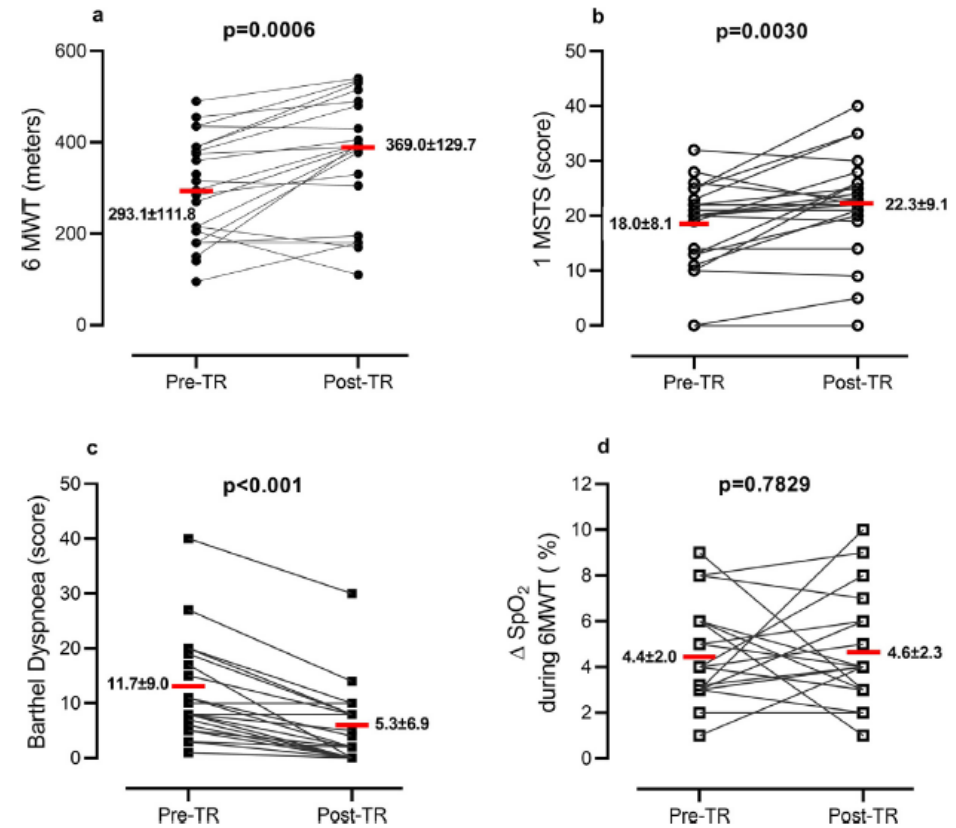 a
p=0.0006
600
400
200
0
6 MWT (meters)
293.1±111.8
369.0±129.7
Pre-TR
Post-TR
b
p=0.0030
50
40
30
20
10
0
1 MSTS (score)
18.0±8.1
22.3±9.1
Pre-TR
Post-TR
c
p<0.001
50
40
30
20
10
0
Barthel Dyspnoea (score)
11.7±9.0
5.3±6.9
Pre-TR
Post-TR
d
p=0.7829
12
10
8
6
4
2
0
Δ SpO₂
during 6MWT ( %)
4.4±2.0
4.6±2.3
Pre-TR
Post-TR